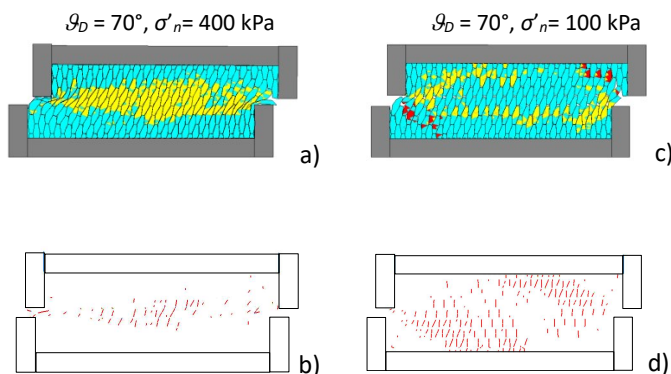 𝜗D = 70°, σ'n = 400 kPa
𝜗D = 70°, σ'n = 100 kPa
a)
c)
b)
d)